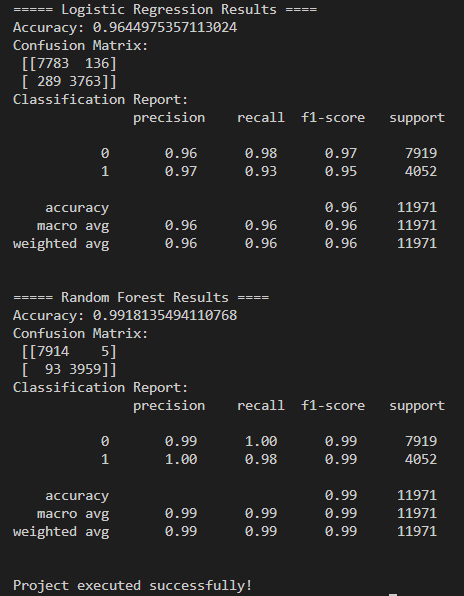 ===== Logistic Regression Results ====
Accuracy: 0.9644975357113024
Confusion Matrix:
[[7783  136]
[ 289 3763]]
Classification Report:
precision    recall  f1-score   support
0       0.96      0.98      0.97      7919
1       0.97      0.93      0.95      4052
accuracy                           0.96     11971
macro avg       0.96      0.96      0.96     11971
weighted avg       0.96      0.96      0.96     11971
===== Random Forest Results ====
Accuracy: 0.9918135494110768
Confusion Matrix:
[[7914    5]
[  93 3959]]
Classification Report:
precision    recall  f1-score   support
0       0.99      1.00      0.99      7919
1       1.00      0.98      0.99      4052
accuracy                           0.99     11971
macro avg       0.99      0.99      0.99     11971
weighted avg       0.99      0.99      0.99     11971
Project executed successfully!